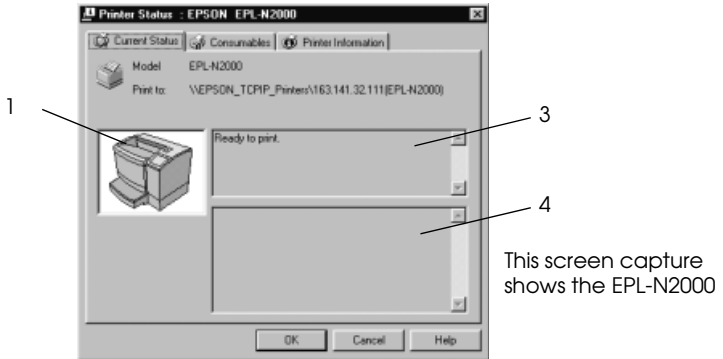 Printer Status : EPSON EPL-N2000
Current Status Consumables Printer Information
Model EPL-N2000
Print to: \\EPSON_TCPIP_Printers\163.141.32.111(EPL-N2000)
1
Ready to print.
3
4
This screen capture
shows the EPL-N2000
OK Cancel Help